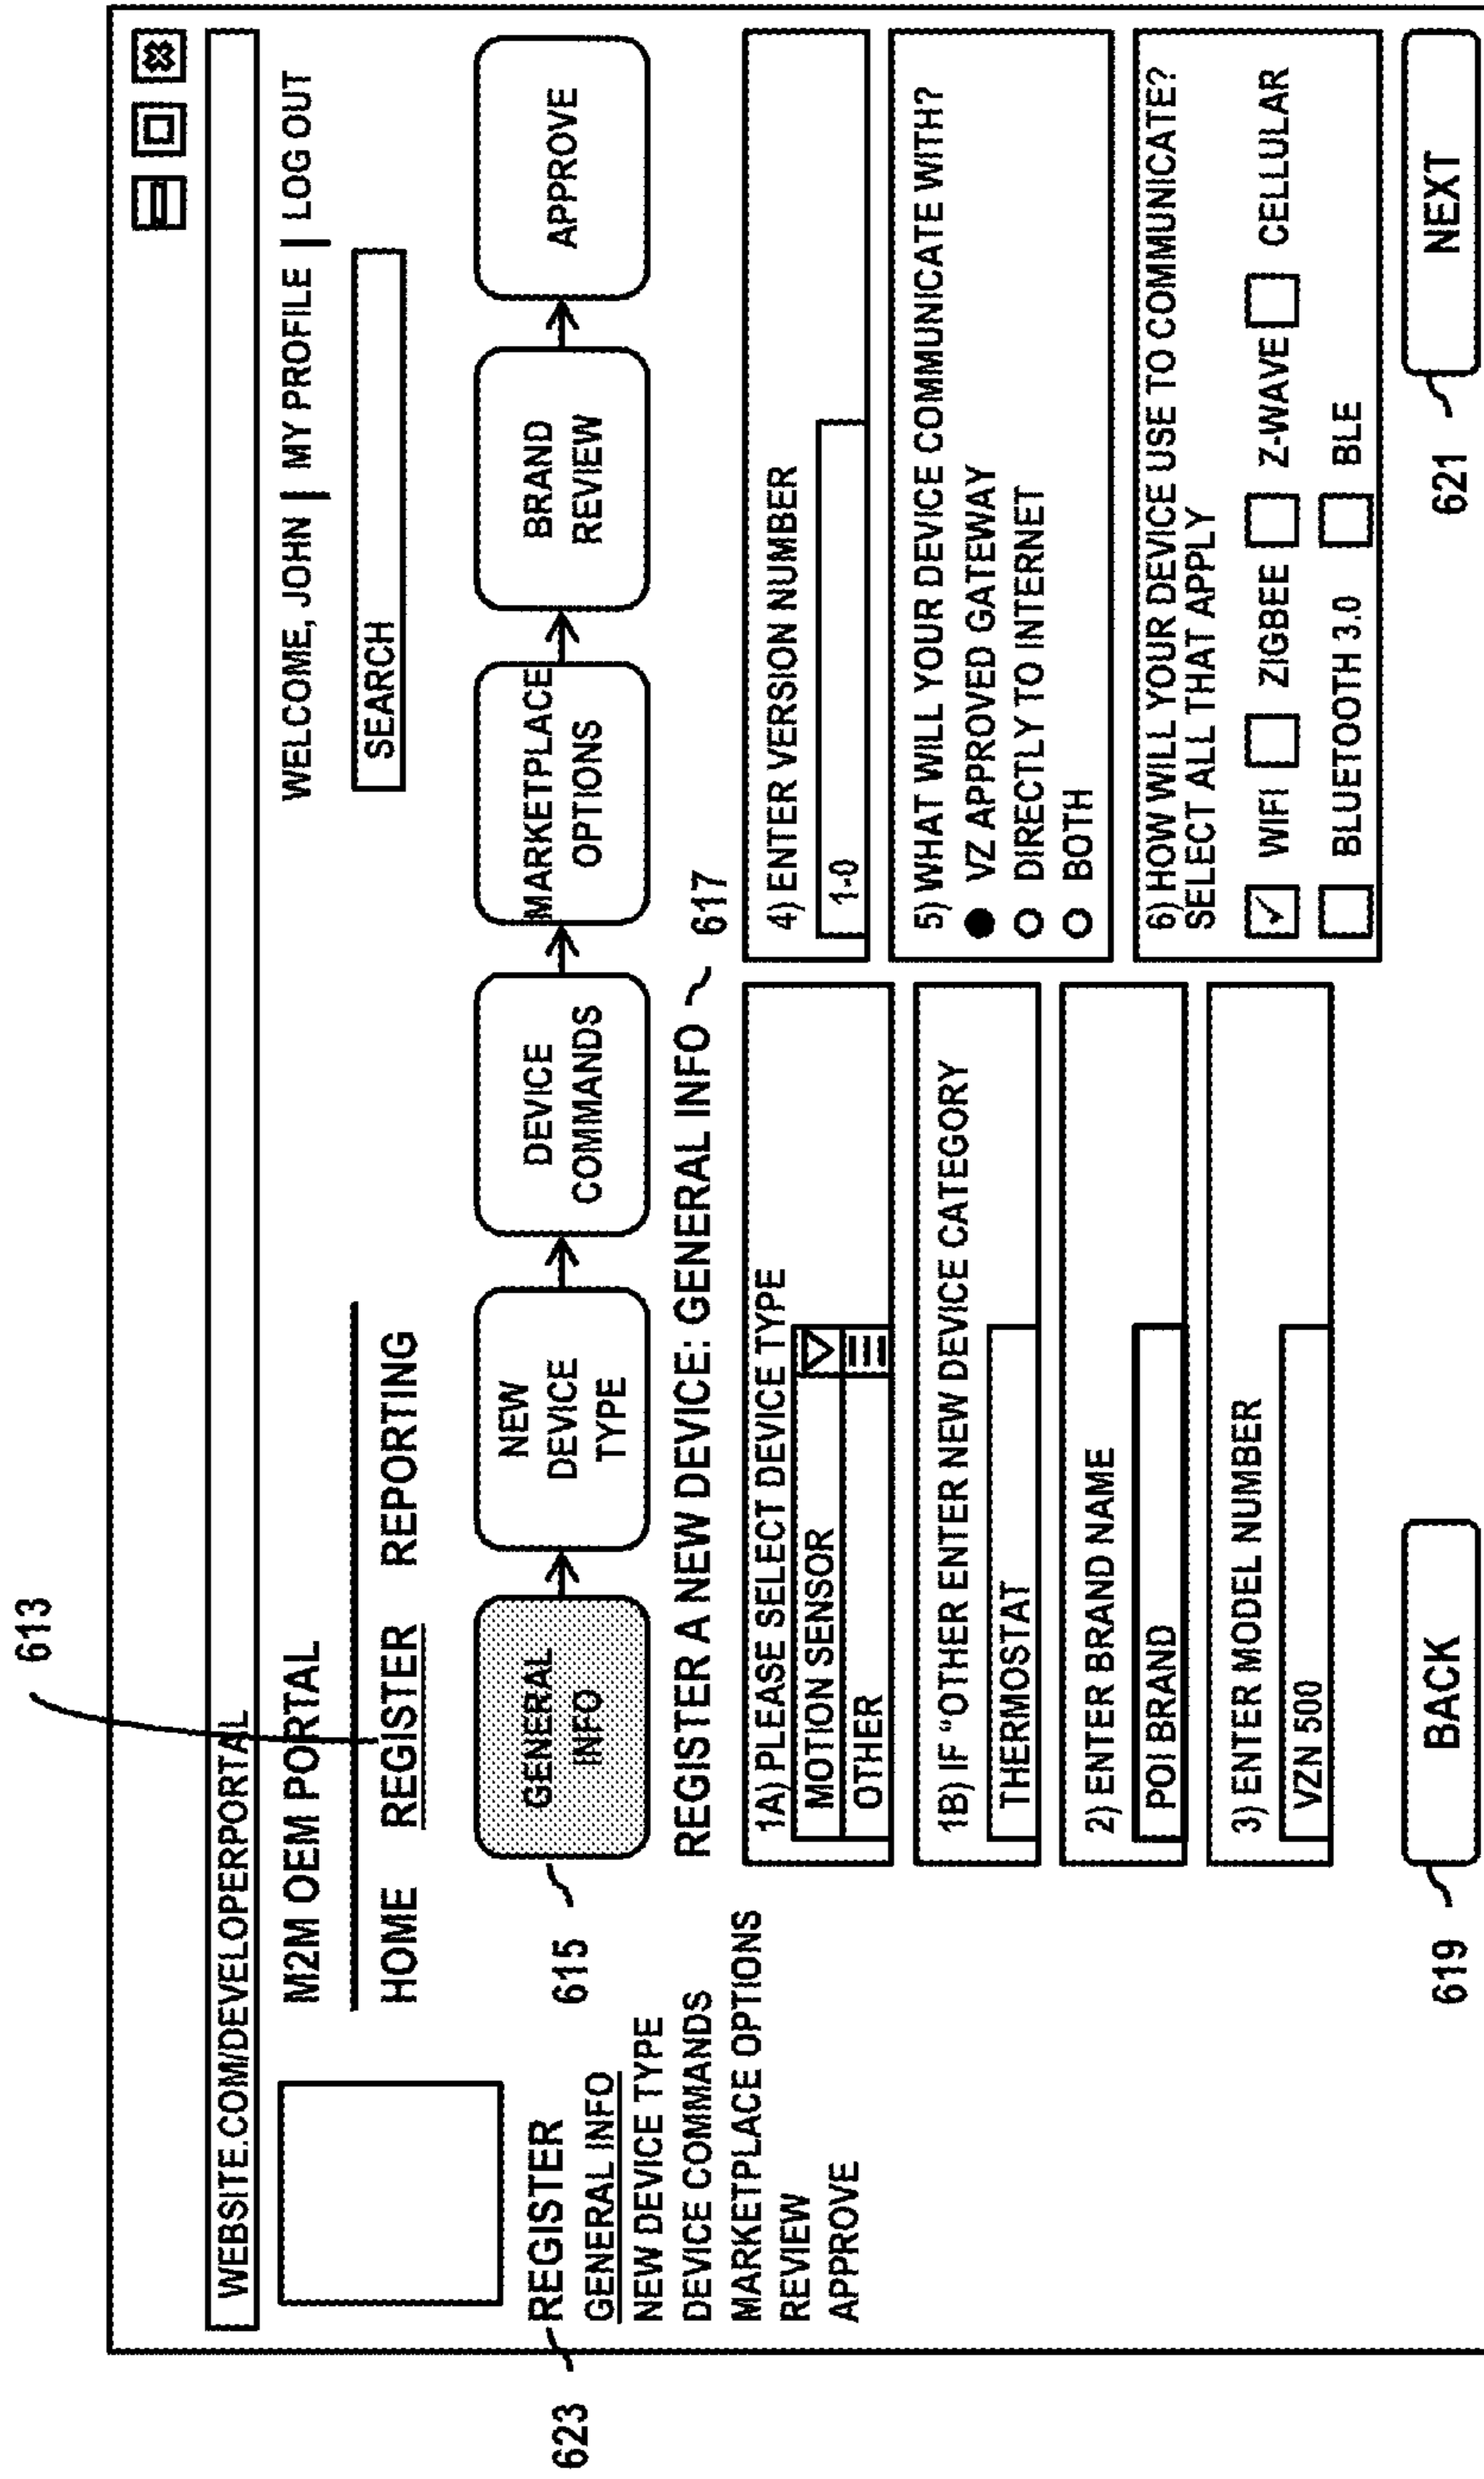 613
WEBSITE.COM/DEVELOPERPORTAL
M2M OEM PORTAL
WELCOME, JOHN | MY PROFILE | LOG OUT
HOME REGISTER REPORTING
SEARCH
GENERAL INFO
NEW DEVICE TYPE
DEVICE COMMANDS
MARKETPLACE OPTIONS
BRAND REVIEW
APPROVE
615
623
REGISTER
GENERAL INFO
NEW DEVICE TYPE
DEVICE COMMANDS
MARKETPLACE OPTIONS
REVIEW
APPROVE
REGISTER A NEW DEVICE: GENERAL INFO 617
1A) PLEASE SELECT DEVICE TYPE
MOTION SENSOR
OTHER
1B) IF "OTHER ENTER NEW DEVICE CATEGORY
THERMOSTAT
2) ENTER BRAND NAME
POI BRAND
3) ENTER MODEL NUMBER
VZN 500
4) ENTER VERSION NUMBER
1-0
5) WHAT WILL YOUR DEVICE COMMUNICATE WITH?
VZ APPROVED GATEWAY
DIRECTLY TO INTERNET
BOTH
6) HOW WILL YOUR DEVICE USE TO COMMUNICATE?
SELECT ALL THAT APPLY
WIFI ZIGBEE Z-WAVE CELLULAR
BLUETOOTH 3.0 BLE
619
BACK
621
NEXT